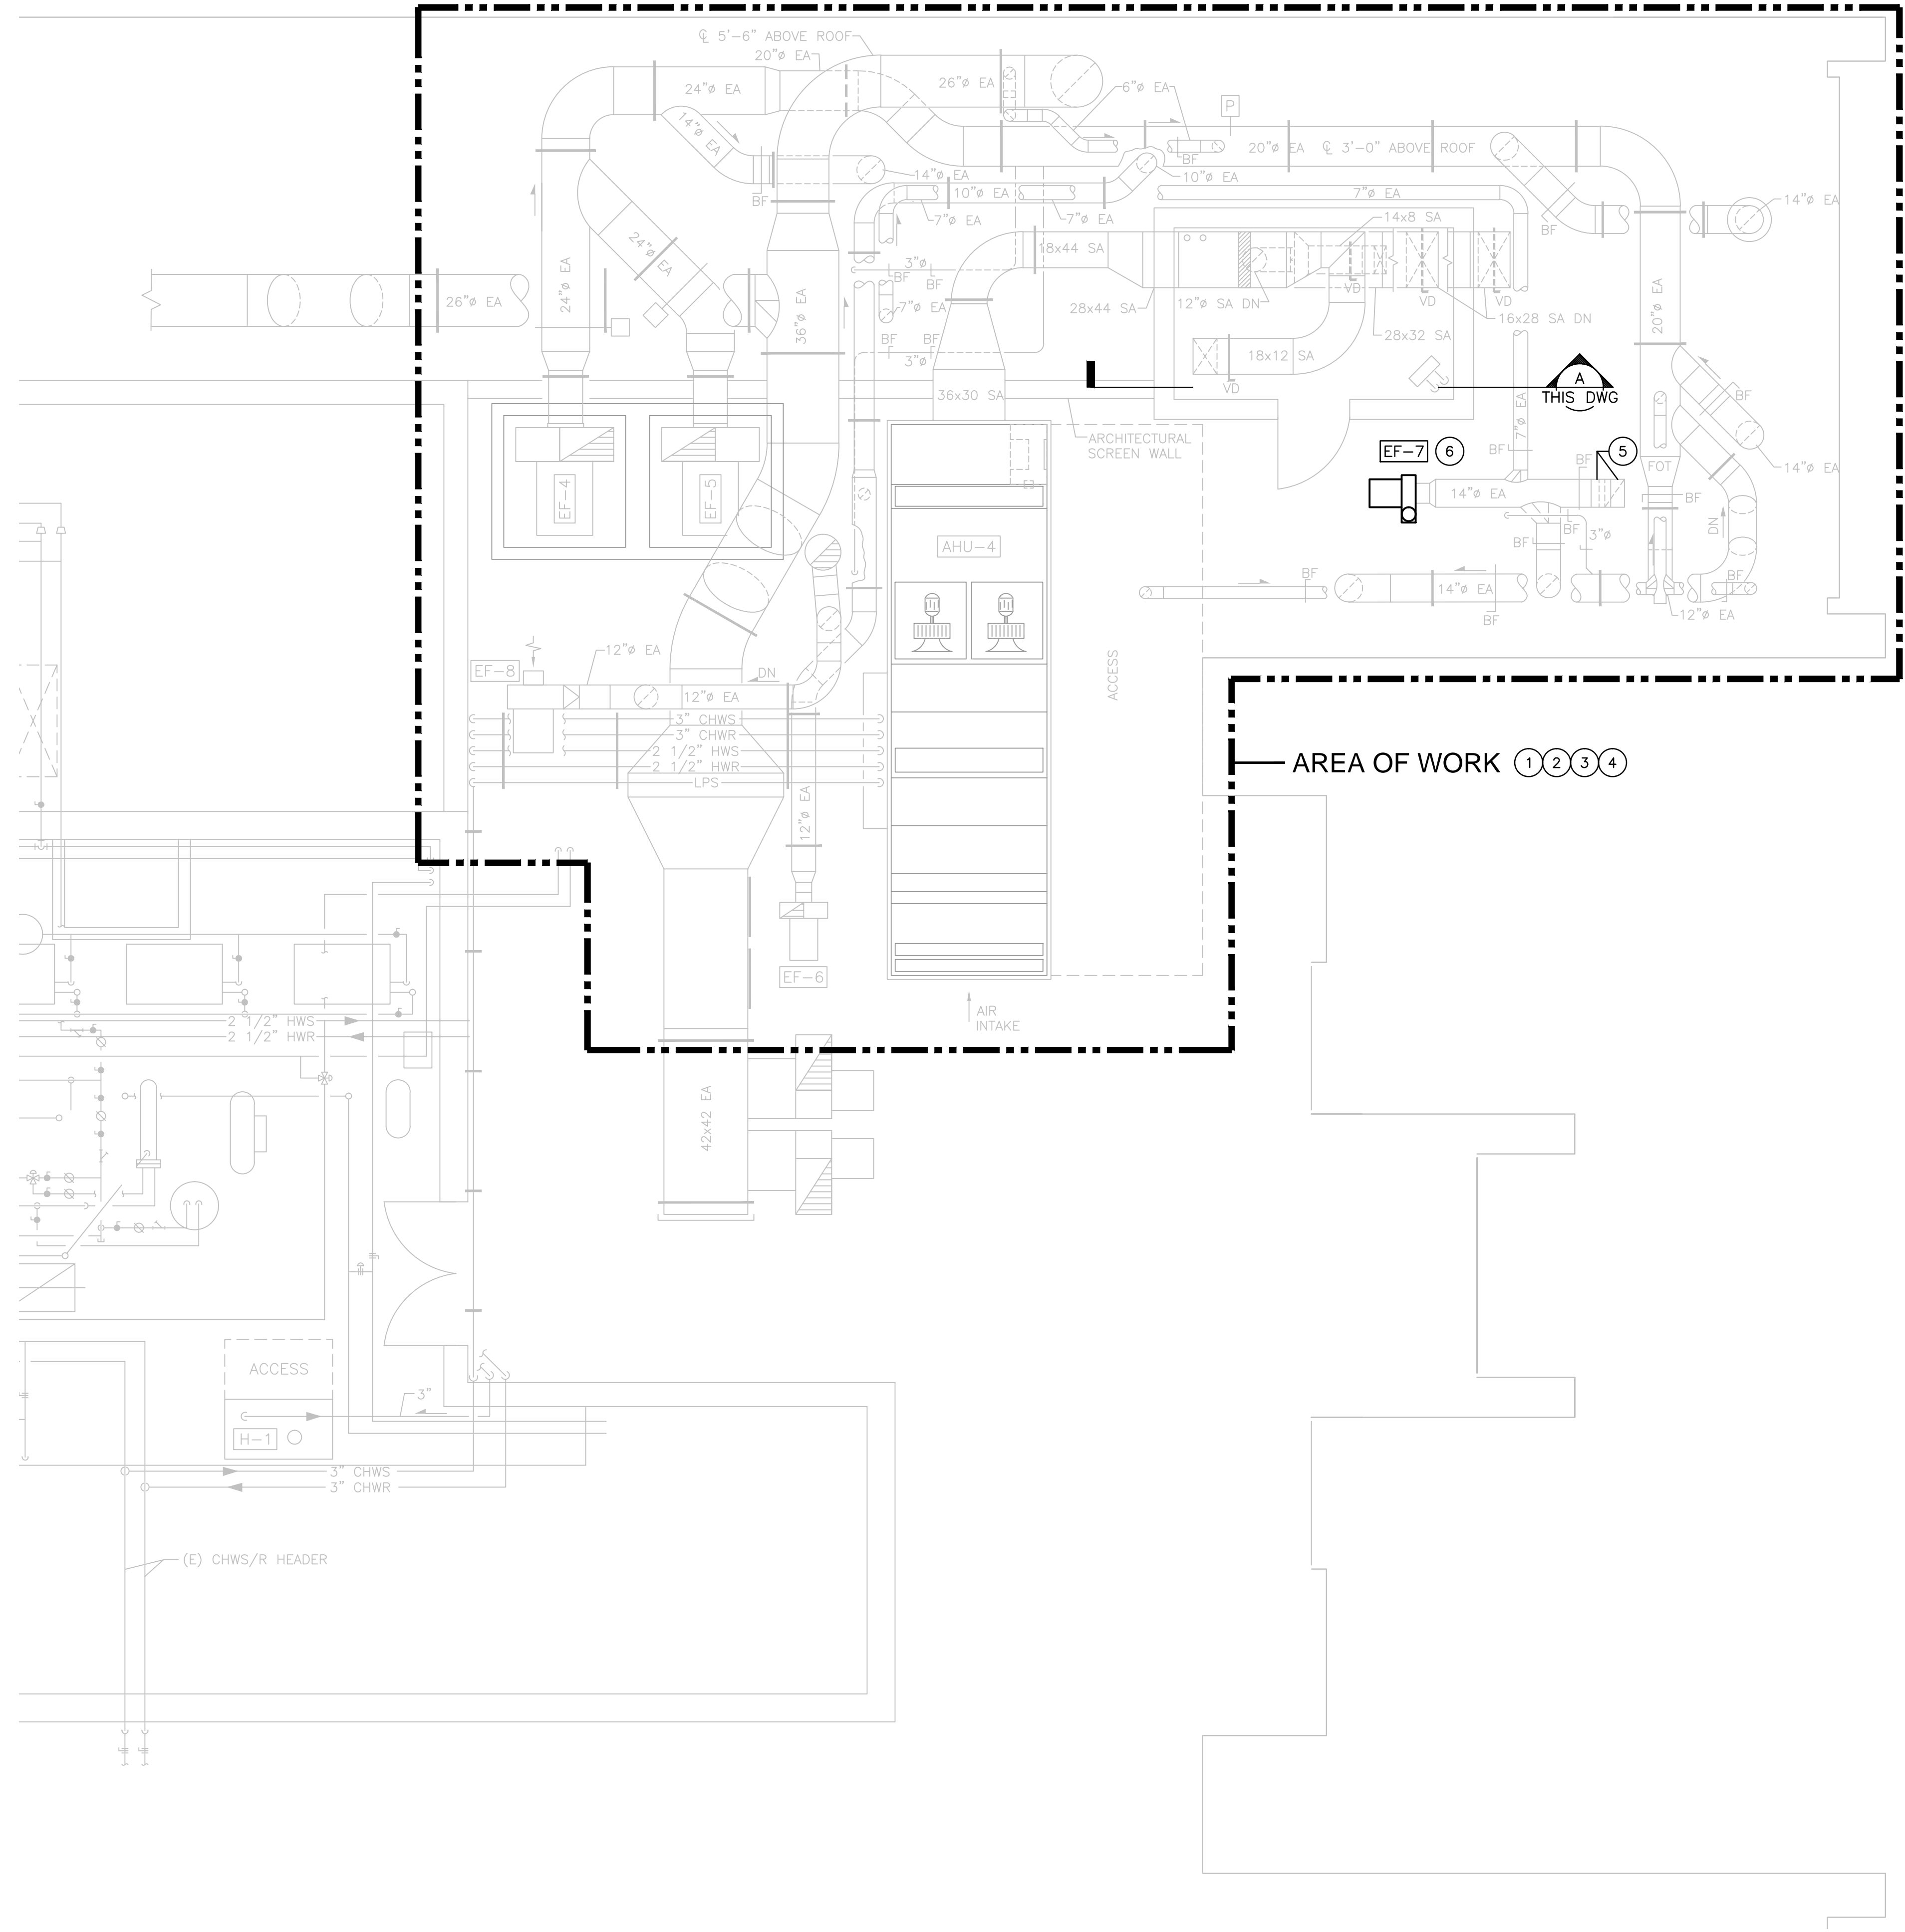 ℄ 5'-6" ABOVE ROOF
20"ø EA
24"ø EA
26"ø EA
6"ø EA
P
14"ø EA
BF
20"ø EA ℄ 3'-0" ABOVE ROOF
14"ø EA
10"ø EA
10"ø EA
7"ø EA
BF
7"ø EA
7"ø EA
14"ø EA
BF
14x8 SA
24"ø EA
18x44 SA
3"ø
BF
BF
24"ø EA
26"ø EA
36"ø EA
7"ø EA
28x44 SA
12"ø SA DN
VD
VD
VD
16x28 SA DN
20"ø EA
BF
BF
3"ø
28x32 SA
18x12 SA
VD
36x30 SA
A
THIS DWG
BF
7"ø EA
ARCHITECTURAL
SCREEN WALL
EF-7
6
BF
BF
5
14"ø EA
FOT
EF-4
EF-5
14"ø EA
BF
BF
3"ø
BF
DN
AHU-4
BF
14"ø EA
BF
BF
12"ø EA
12"ø EA
EF-8
DN
12"ø EA
ACCESS
3" CHWS
3" CHWR
2 1/2" HWS
2 1/2" HWR
LPS
AREA OF WORK 1 2 3 4
12"ø EA
EF-6
AIR
INTAKE
2 1/2" HWS
2 1/2" HWR
42x42 EA
ACCESS
3"
H-1
3" CHWS
3" CHWR
(E) CHWS/R HEADER